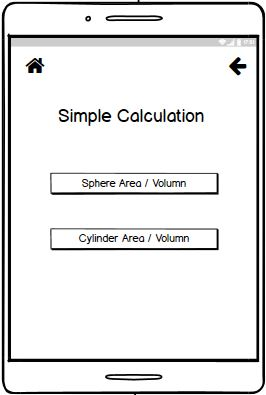 Simple Calculation
Sphere Area / Volumn
Cylinder Area / Volumn